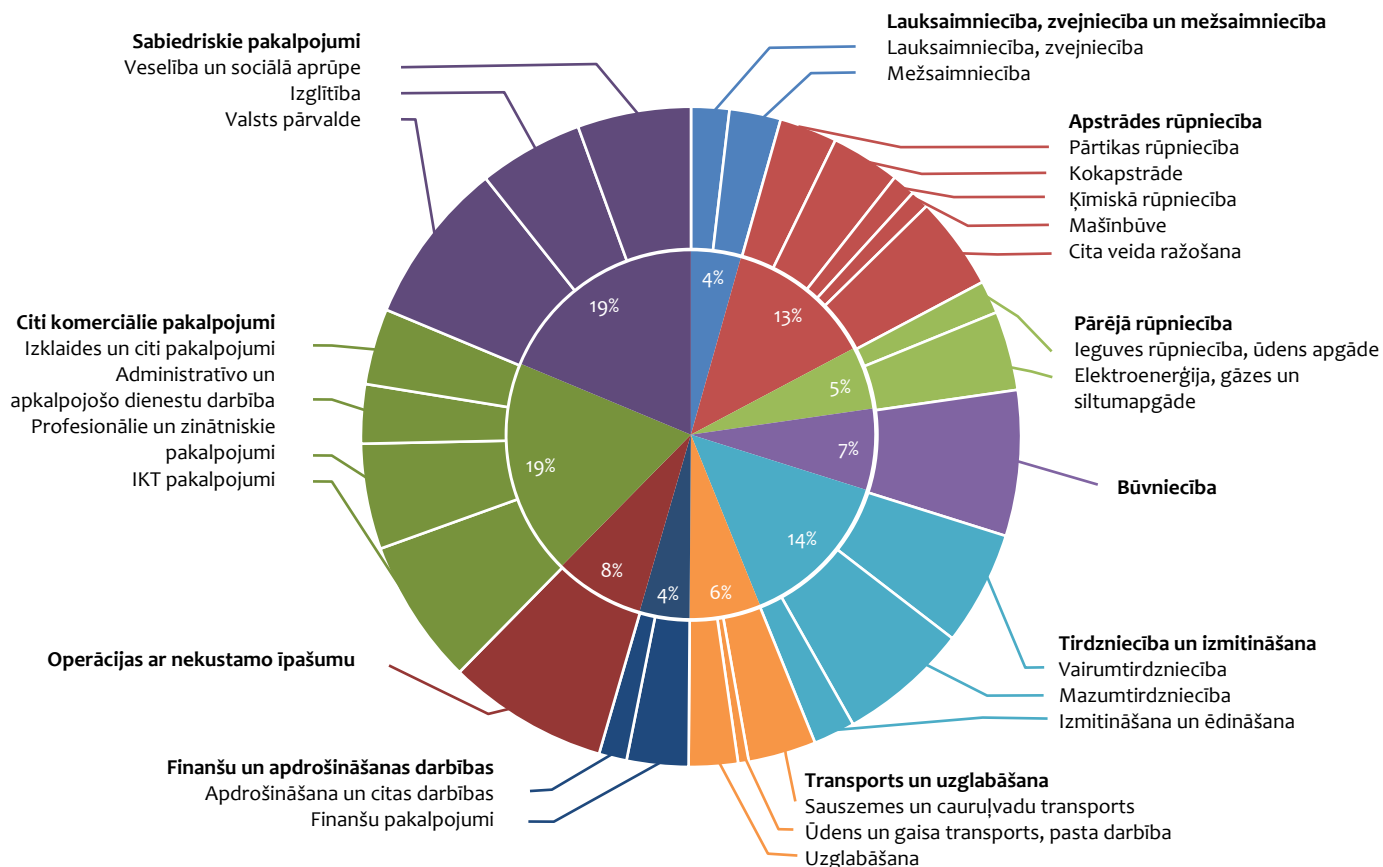 Sabiedriskie pakalpojumi
Veselība un sociālā aprūpe
Izglītība
Valsts pārvalde
Lauksaimniecība, zvejniecība un mežsaimniecība
Lauksaimniecība, zvejniecība
Mežsaimniecība
Apstrādes rūpniecība
Pārtikas rūpniecība
Kokapstrāde
Ķīmiskā rūpniecība
Mašīnbūve
Cita veida ražošana
Pārējā rūpniecība
Ieguves rūpniecība, ūdens apgāde
Elektroenerģija, gāzes un
siltumapgāde
Būvniecība
Tirdzniecība un izmitināšana
Vairumtirdzniecība
Mazumtirdzniecība
Izmitināšana un ēdināšana
Transports un uzglabāšana
Sauszemes un cauruļvadu transports
Ūdens un gaisa transports, pasta darbība
Uzglabāšana
Finanšu un apdrošināšanas darbības
Apdrošināšana un citas darbības
Finanšu pakalpojumi
Operācijas ar nekustamo īpašumu
Citi komerciālie pakalpojumi
Izklaides un citi pakalpojumi
Administratīvo un
apkalpojošo dienestu darbība
Profesionālie un zinātniskie
pakalpojumi
IKT pakalpojumi
4%
13%
5%
7%
14%
6%
4%
8%
19%
19%